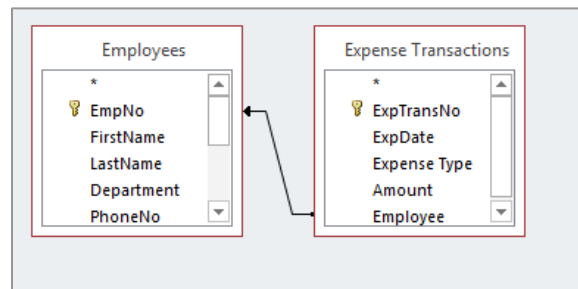 Employees
*
EmpNo
FirstName
LastName
Department
PhoneNo
Expense Transactions
*
ExpTransNo
ExpDate
Expense Type
Amount
Employee